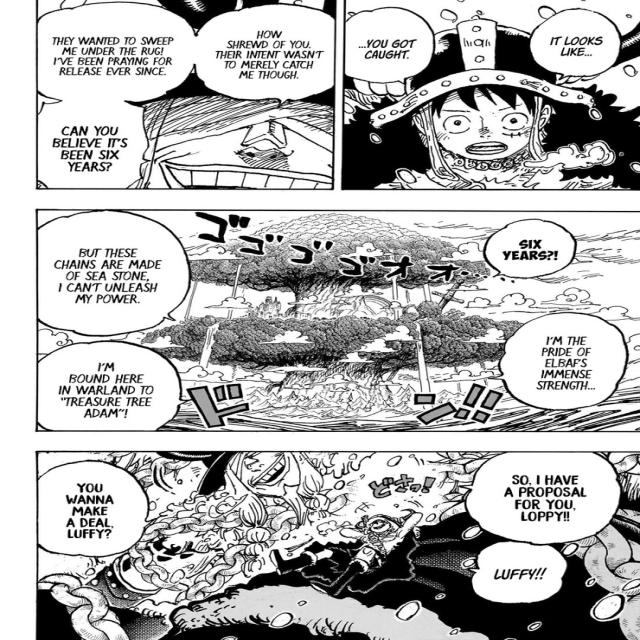 IT LOOKS
LIKE...
...YOU GOT
CAUGHT.
HOW
SHREWD OF YOU.
THEIR INTENT WASN'T
TO MERELY CATCH
ME THOUGH.
THEY WANTED TO SWEEP
ME UNDER THE RUG!
I'VE BEEN PRAYING FOR
RELEASE EVER SINCE.
CAN YOU
BELIEVE IT'S
BEEN SIX
YEARS?
SIX
YEARS?!
ゴゴゴゴオオ..
I'M THE
PRIDE OF
ELBAF'S
IMMENSE
STRENGTH...
BUT THESE
CHAINS ARE MADE
OF SEA STONE,
I CAN'T UNLEASH
MY POWER.
I'M
BOUND HERE
IN WARLAND TO
"TREASURE TREE
ADAM"!
ドン!!
SO, I HAVE
A PROPOSAL
FOR YOU,
LOPPY!!
LUFFY!!
どさっ!
YOU
WANNA
MAKE
A DEAL,
LUFFY?